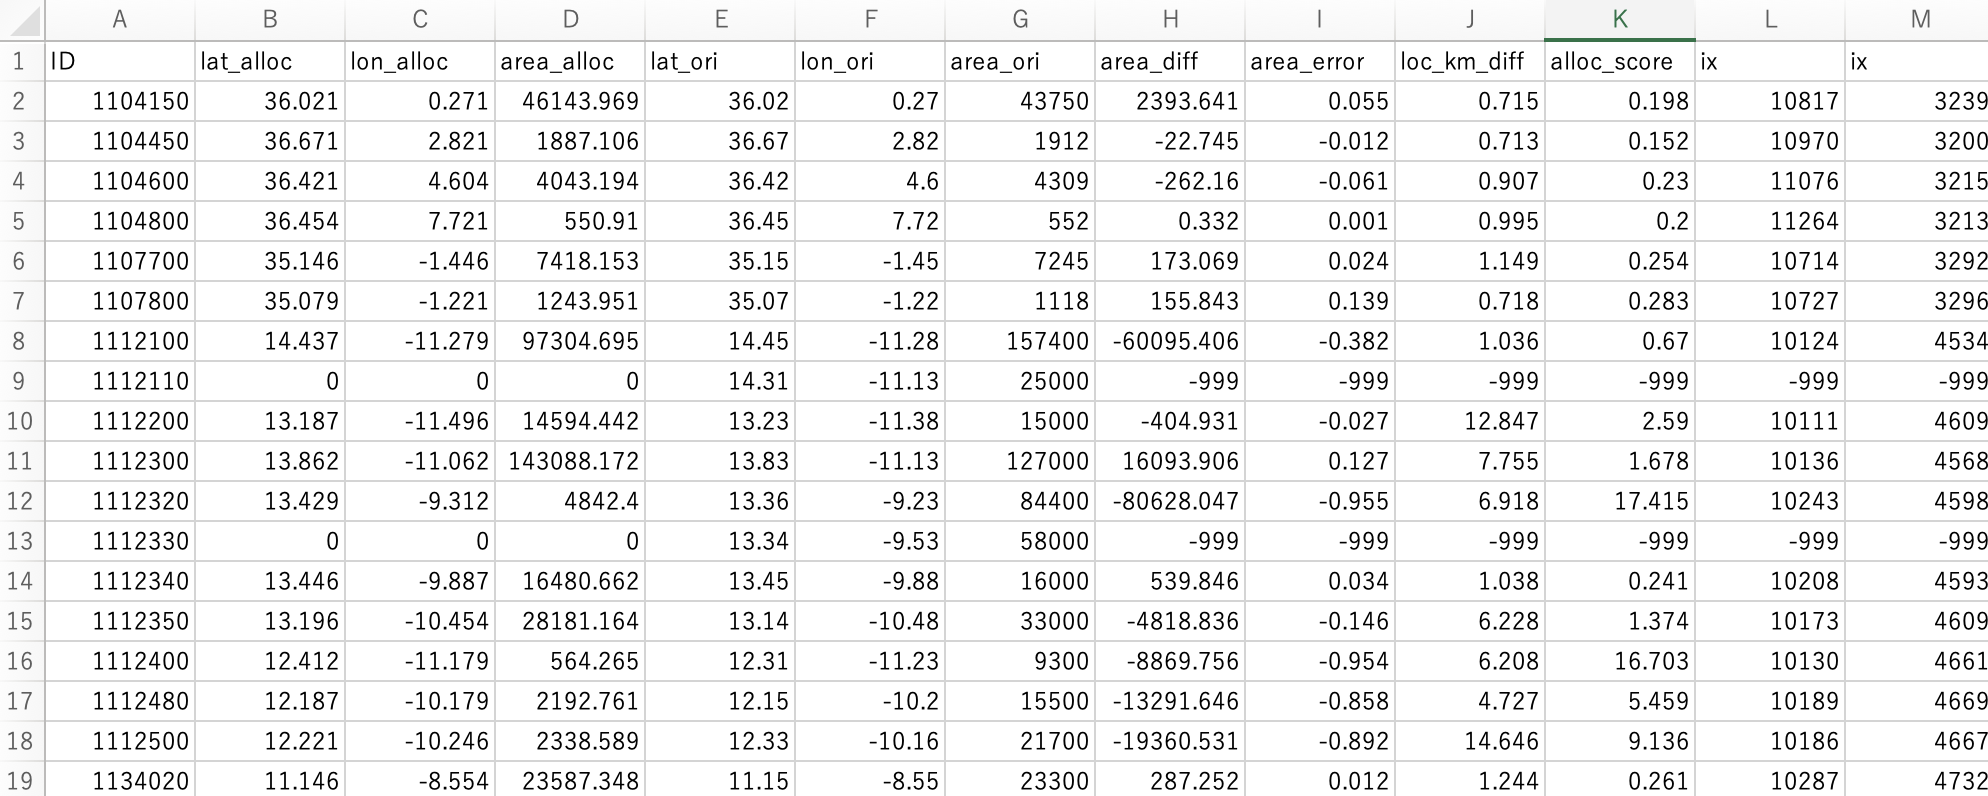 A B C D E F G H I J K L M
1 ID lat_alloc lon_alloc area_alloc lat_ori lon_ori area_ori area_diff area_error loc_km_diff alloc_score ix ix
2 1104150 36.021 0.271 46143.969 36.02 0.27 43750 2393.641 0.055 0.715 0.198 10817 3239
3 1104450 36.671 2.821 1887.106 36.67 2.82 1912 -22.745 -0.012 0.713 0.152 10970 3200
4 1104600 36.421 4.604 4043.194 36.42 4.6 4309 -262.16 -0.061 0.907 0.23 11076 3215
5 1104800 36.454 7.721 550.91 36.45 7.72 552 0.332 0.001 0.995 0.2 11264 3213
6 1107700 35.146 -1.446 7418.153 35.15 -1.45 7245 173.069 0.024 1.149 0.254 10714 3292
7 1107800 35.079 -1.221 1243.951 35.07 -1.22 1118 155.843 0.139 0.718 0.283 10727 3296
8 1112100 14.437 -11.279 97304.695 14.45 -11.28 157400 -60095.406 -0.382 1.036 0.67 10124 4534
9 1112110 0 0 0 14.31 -11.13 25000 -999 -999 -999 -999 -999 -999
10 1112200 13.187 -11.496 14594.442 13.23 -11.38 15000 -404.931 -0.027 12.847 2.59 10111 4609
11 1112300 13.862 -11.062 143088.172 13.83 -11.13 127000 16093.906 0.127 7.755 1.678 10136 4568
12 1112320 13.429 -9.312 4842.4 13.36 -9.23 84400 -80628.047 -0.955 6.918 17.415 10243 4598
13 1112330 0 0 0 13.34 -9.53 58000 -999 -999 -999 -999 -999 -999
14 1112340 13.446 -9.887 16480.662 13.45 -9.88 16000 539.846 0.034 1.038 0.241 10208 4593
15 1112350 13.196 -10.454 28181.164 13.14 -10.48 33000 -4818.836 -0.146 6.228 1.374 10173 4609
16 1112400 12.412 -11.179 564.265 12.31 -11.23 9300 -8869.756 -0.954 6.208 16.703 10130 4661
17 1112480 12.187 -10.179 2192.761 12.15 -10.2 15500 -13291.646 -0.858 4.727 5.459 10189 4669
18 1112500 12.221 -10.246 2338.589 12.33 -10.16 21700 -19360.531 -0.892 14.646 9.136 10186 4667
19 1134020 11.146 -8.554 23587.348 11.15 -8.55 23300 287.252 0.012 1.244 0.261 10287 4732